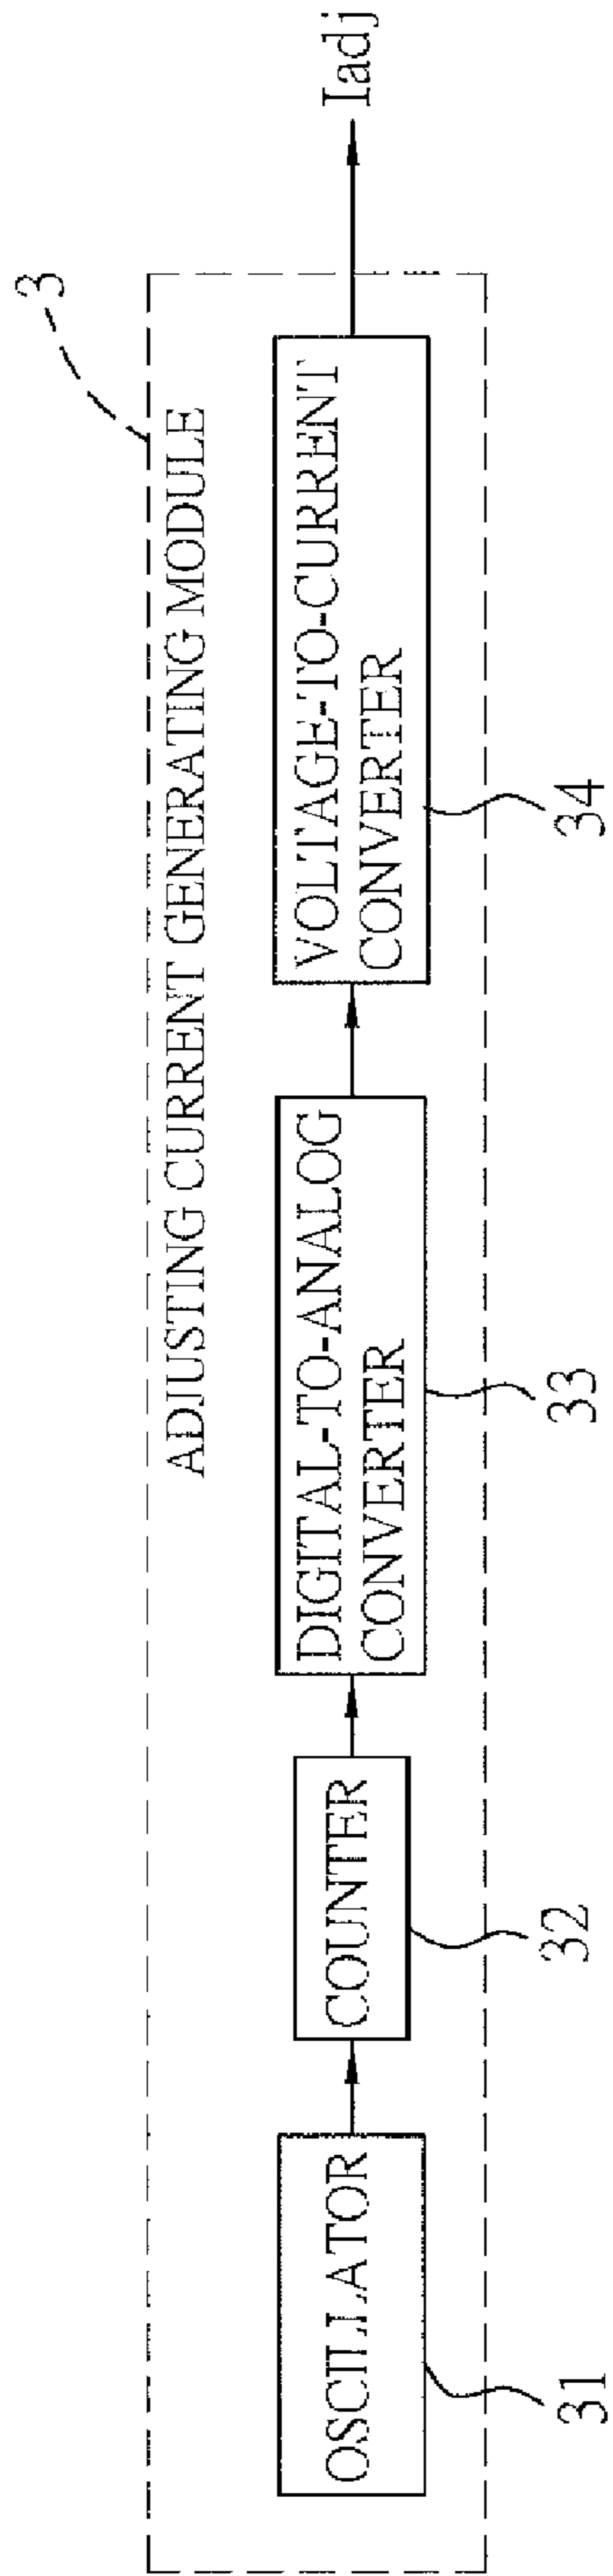 3
ADJUSTING CURRENT GENERATING MODULE
OSCILLATOR
COUNTER
DIGITAL-TO-ANALOG
CONVERTER
VOLTAGE-TO-CURRENT
CONVERTER
Iadj
31
32
33
34